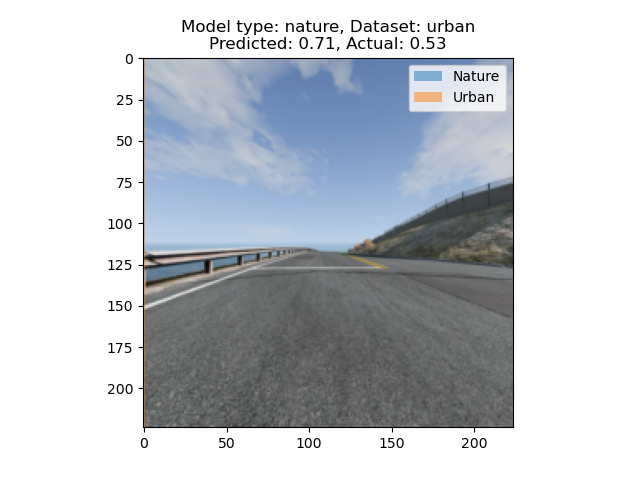 Model type: nature, Dataset: urban
Predicted: 0.71, Actual: 0.53
Nature
Urban
0
25
50
75
100
125
150
175
200
0 50 100 150 200